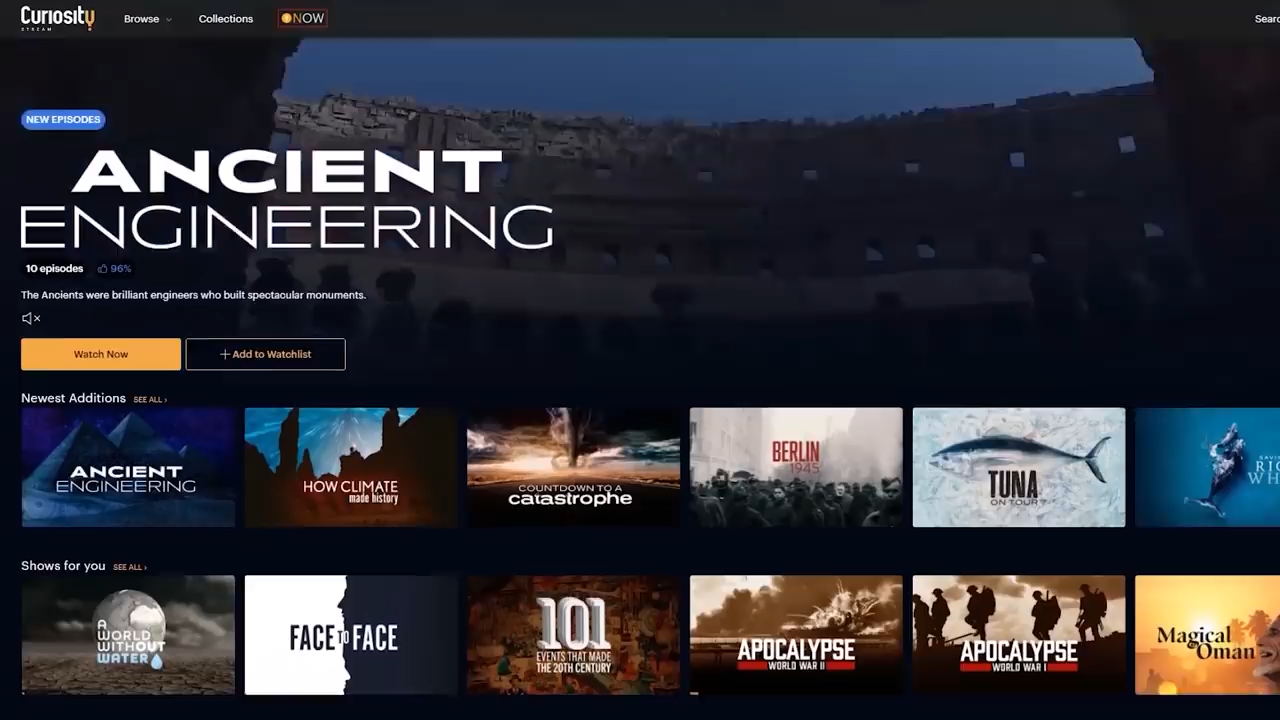 Curiosity
STREAM
Browse
Collections
NOW
Sear
NEW EPISODES
ANCIENT
ENGINEERING
10 episodes
96%
The Ancients were brilliant engineers who built spectacular monuments.
Watch Now
+ Add to Watchlist
Newest Additions SEE ALL ›
ANCIENT
ENGINEERING
HOW CLIMATE
made history
COUNTDOWN TO A
catastrophe
BERLIN
1945
TUNA
ON TOUR
Shows for you SEE ALL ›
A
WORLD
WITHOUT
WATER
FACE TO FACE
101
EVENTS THAT MADE
THE 20TH CENTURY
APOCALYPSE
WORLD WAR II
APOCALYPSE
WORLD WAR I
Magical
Oman